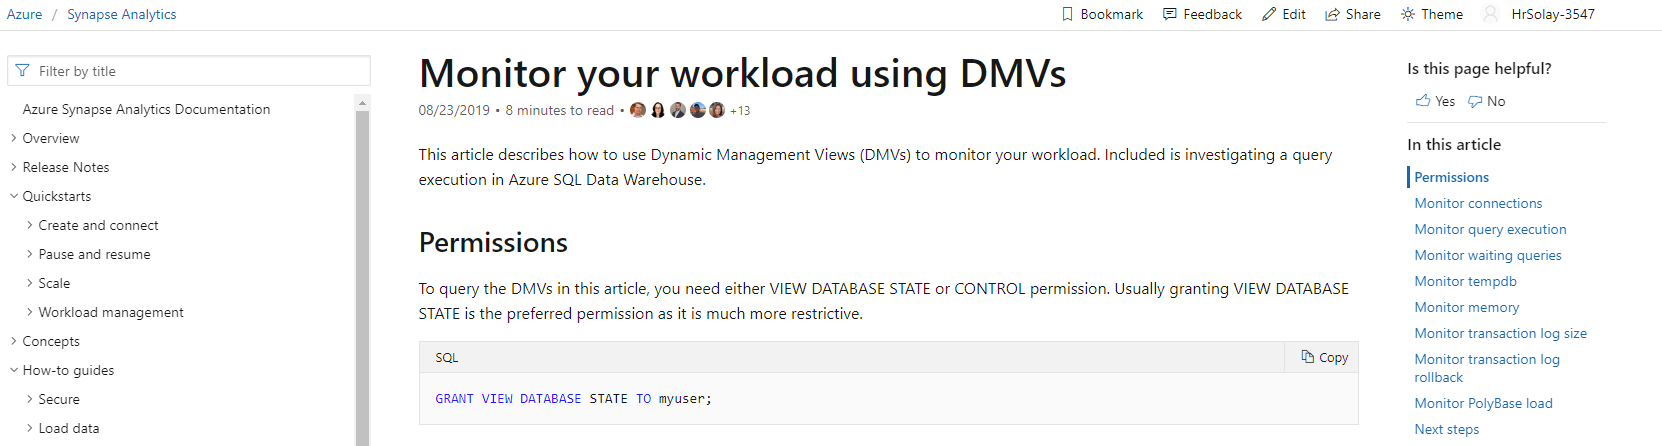 Azure / Synapse Analytics
Bookmark Feedback Edit Share Theme HrSolay-3547
Filter by title
Azure Synapse Analytics Documentation
Overview
Release Notes
Quickstarts
Create and connect
Pause and resume
Scale
Workload management
Concepts
How-to guides
Secure
Load data
Monitor your workload using DMVs
08/23/2019 • 8 minutes to read • +13
This article describes how to use Dynamic Management Views (DMVs) to monitor your workload. Included is investigating a query
execution in Azure SQL Data Warehouse.
Permissions
To query the DMVs in this article, you need either VIEW DATABASE STATE or CONTROL permission. Usually granting VIEW DATABASE
STATE is the preferred permission as it is much more restrictive.
SQL Copy
GRANT VIEW DATABASE STATE TO myuser;
Is this page helpful?
Yes No
In this article
Permissions
Monitor connections
Monitor query execution
Monitor waiting queries
Monitor tempdb
Monitor memory
Monitor transaction log size
Monitor transaction log
rollback
Monitor PolyBase load
Next steps